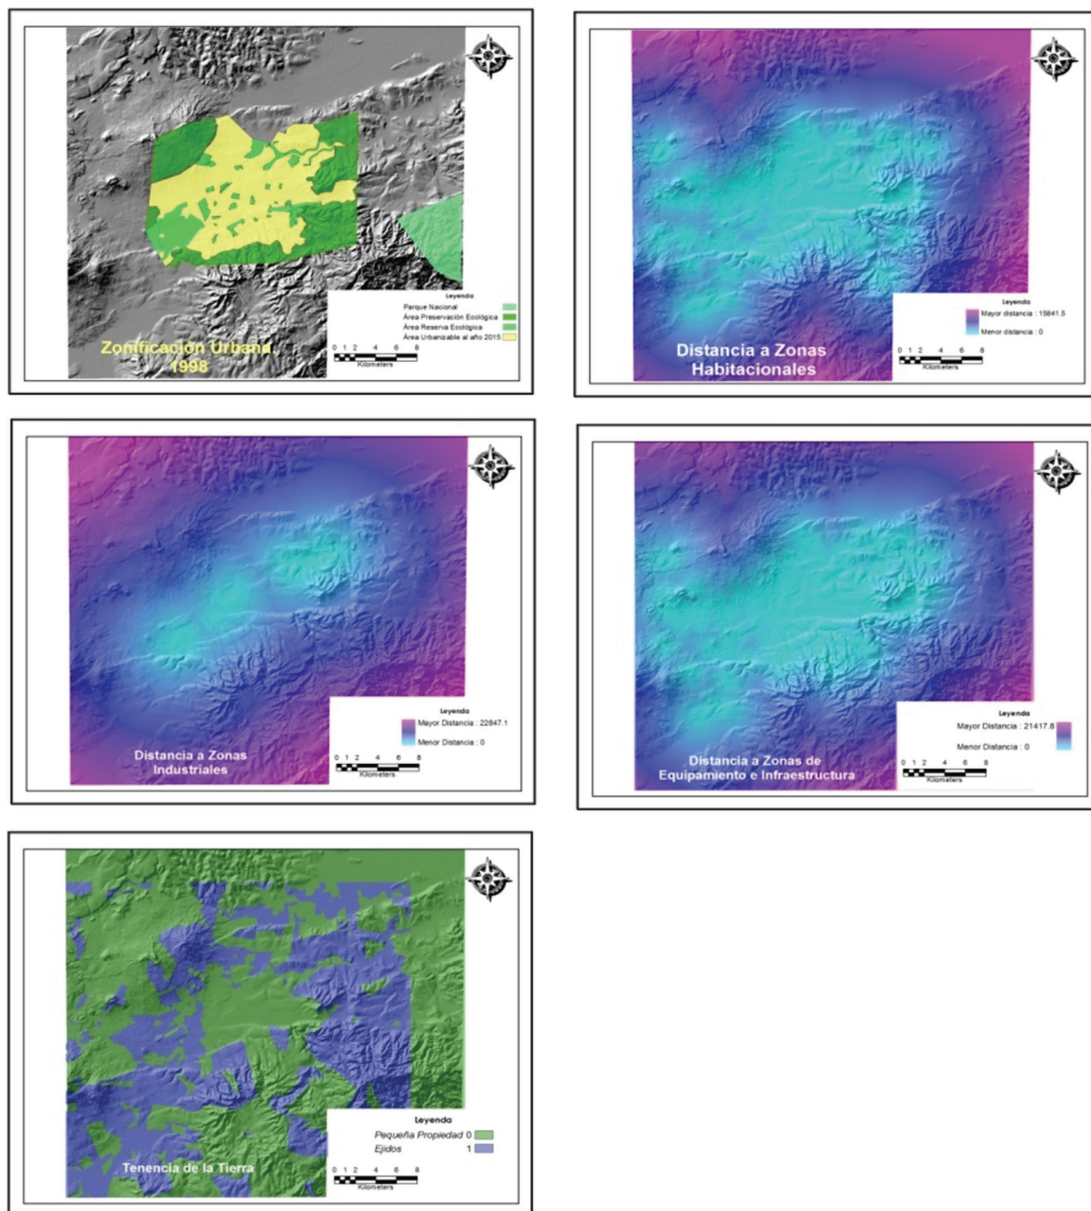 Zonificación Urbana.
1998
Leyenda
Parque Nacional
Área Preservación Ecológica
Área Reserva Ecológica
Área Urbanizable al año 2015
0 1 2 4 6 8
Kilometers
Distancia a Zonas
Habitacionales
Leyenda
Mayor distancia : 15841.5
Menor distancia : 0
0 1 2 4 6 8
Kilometers
Distancia a Zonas
Industriales
Leyenda
Mayor Distancia : 22847.1
Menor Distancia : 0
0 1 2 4 6 8
Kilometers
Distancia a Zonas de
Equipamiento e Infraestructura
Leyenda
Mayor Distancia : 21417.8
Menor Distancia : 0
0 1 2 4 6 8
Kilometers
Tenencia de la Tierra
Leyenda
Pequeña Propiedad 0
Ejidos 1
0 1 2 4 6 8
Kilometers